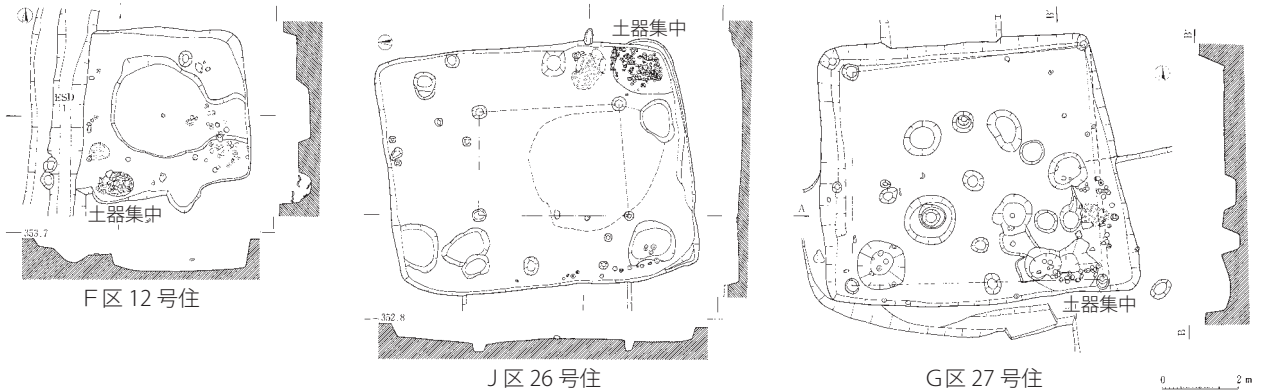 土器集中
ESD
1
土器集中
353.7
F区 12 号住
土器集中
352.8
J区 26 号住
B'
B'
A
土器集中
B
G区 27 号住
0 2 m